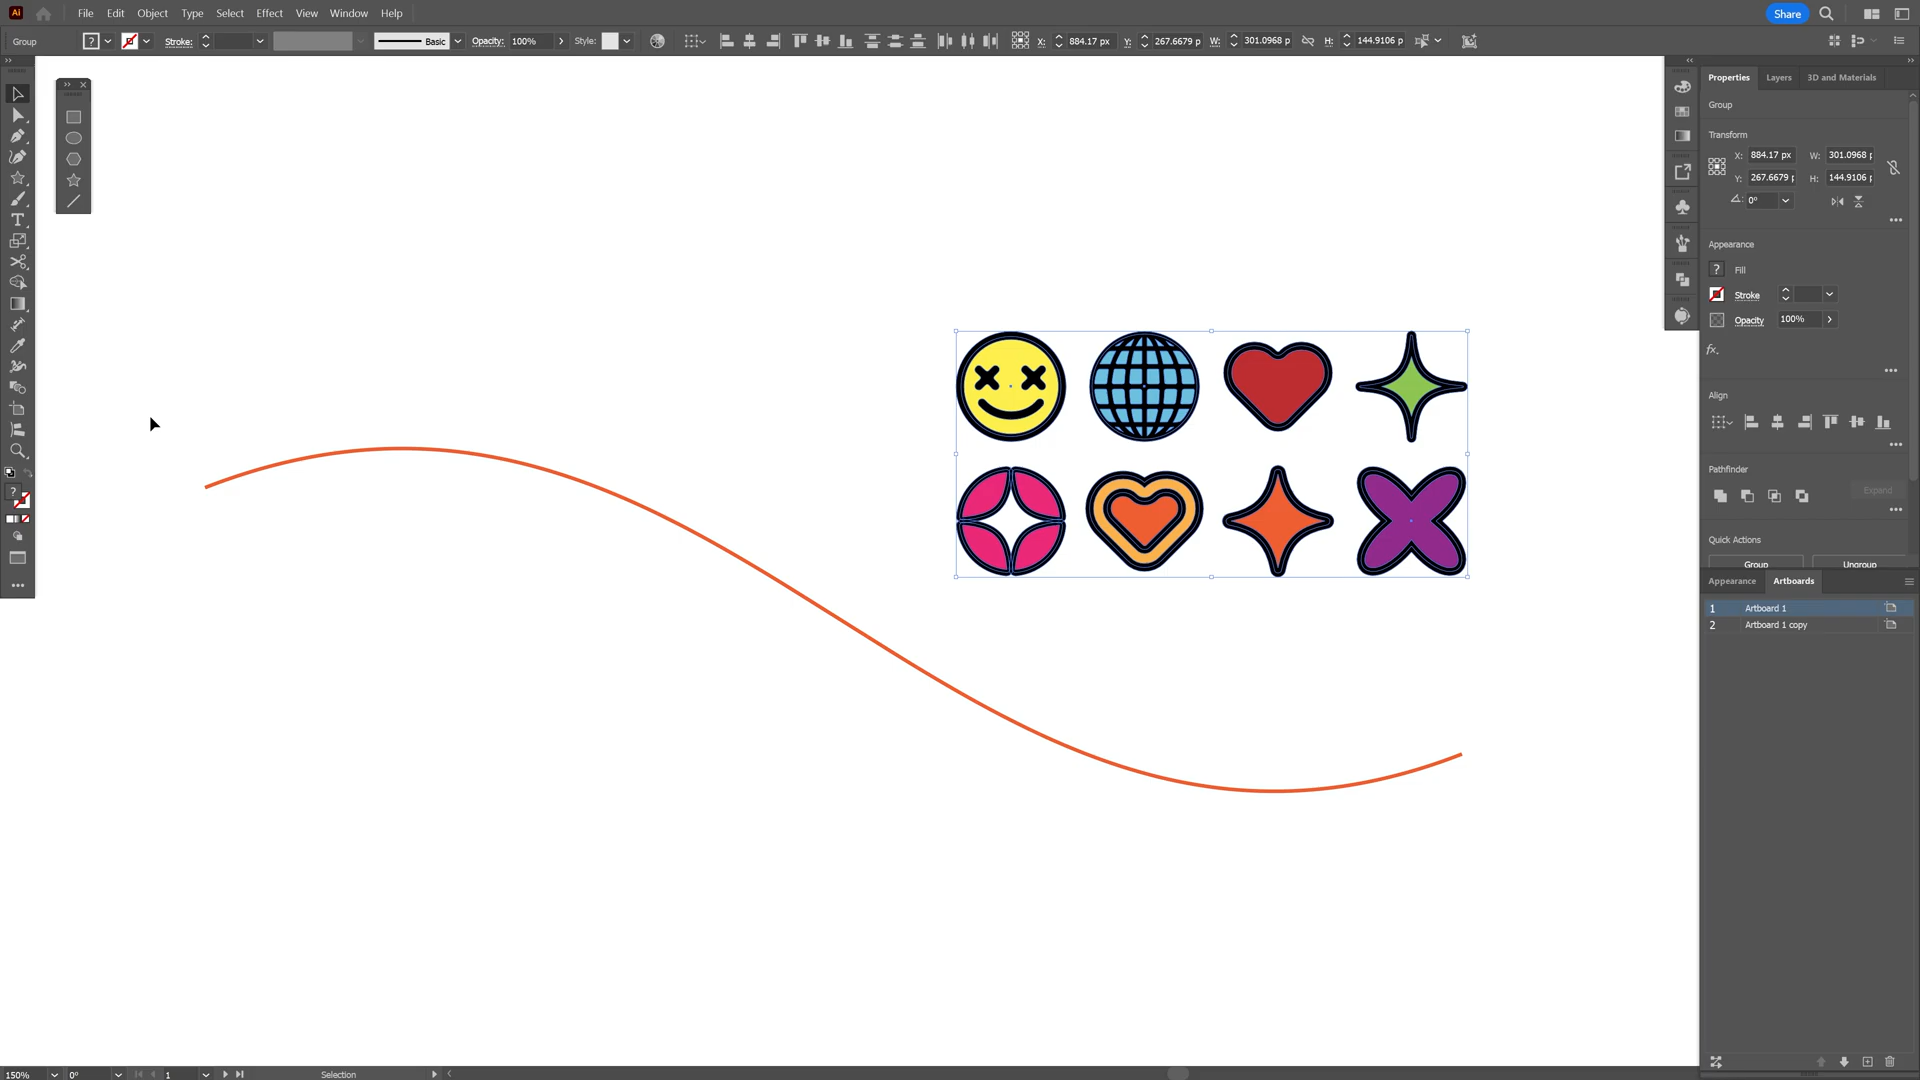 Ai File Edit Object Type Select Effect View Window Help Share
Group ? Stroke: Basic Opacity: 100% Style: X: 884.17 px Y: 267.6679 p W: 301.0968 p H: 144.9106 p
Properties Layers 3D and Materials
Group
Transform
X: 884.17 px W: 301.0968 p
Y: 267.6679 p H: 144.9106 p
0°
Appearance
? Fill
Stroke
Opacity 100%
fx.
Align
Pathfinder
Expand
Quick Actions
Group Ungroup
Appearance Artboards
1 Artboard 1
2 Artboard 1 copy
150% 0° 1 Selection